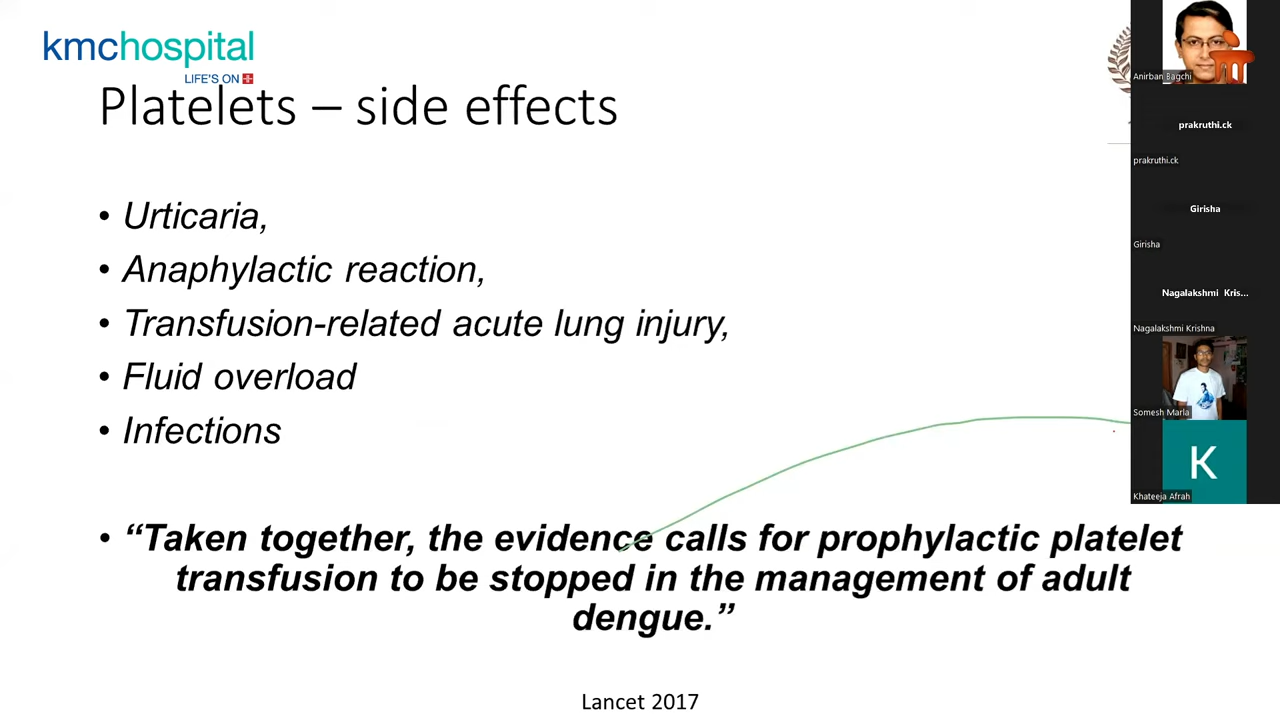 kmchospital
LIFE'S ON
Platelets – side effects
• Urticaria,
• Anaphylactic reaction,
• Transfusion-related acute lung injury,
• Fluid overload
• Infections
• “Taken together, the evidence calls for prophylactic platelet
transfusion to be stopped in the management of adult
dengue.”
Lancet 2017
Anirban Bagchi
prakruthi.ck
prakruthi.ck
Girisha
Girisha
Nagalakshmi Kris...
Nagalakshmi Krishna
Somesh Marla
K
Khateeja Afrah